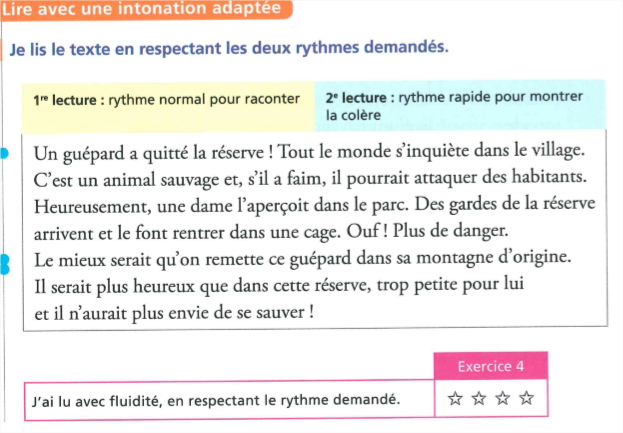 Lire avec une intonation adaptée
Je lis le texte en respectant les deux rythmes demandés.
1re lecture : rythme normal pour raconter
2e lecture : rythme rapide pour montrer
la colère
Un guépard a quitté la réserve ! Tout le monde s'inquiète dans le village.
C'est un animal sauvage et, s'il a faim, il pourrait attaquer des habitants.
Heureusement, une dame l'aperçoit dans le parc. Des gardes de la réserve
arrivent et le font rentrer dans une cage. Ouf ! Plus de danger.
Le mieux serait qu'on remette ce guépard dans sa montagne d'origine.
Il serait plus heureux que dans cette réserve, trop petite pour lui
et il n'aurait plus envie de se sauver !
Exercice 4
J'ai lu avec fluidité, en respectant le rythme demandé.